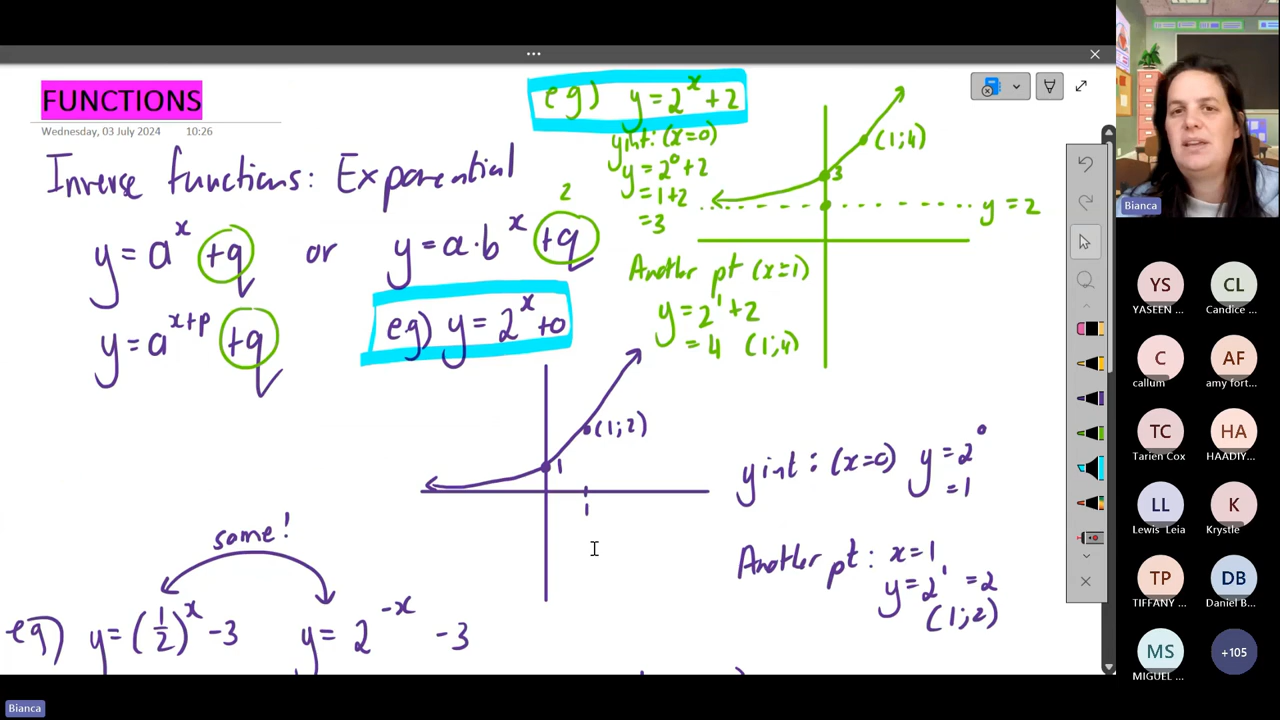 FUNCTIONS
Wednesday, 03 July 2024 10:26
Inverse functions: Exponential
y = a^x + q or y = a·b^x + q
2
y = a^(x+p) + q
eg) y = 2^x + 0
(1;2)
1
1
same!
eg) y = (1/2)^x - 3 y = 2^(-x) - 3
eg) y = 2^x + 2
y int: (x=0)
y = 2^0 + 2
= 1 + 2
= 3
Another pt (x=1)
y = 2^1 + 2
= 4 (1;4)
(1;4)
3
y = 2
y int: (x=0) y = 2^0
= 1
Another pt: x = 1
y = 2^1 = 2
(1;2)
Bianca
YS
YASEEN ...
CL
Candice ...
C
callum
AF
amy fort...
TC
Tarien Cox
HA
HAADIY...
LL
Lewis Leia
K
Krystle
TP
TIFFANY ...
DB
Daniel B...
MS
MIGUEL ...
+105
Bianca